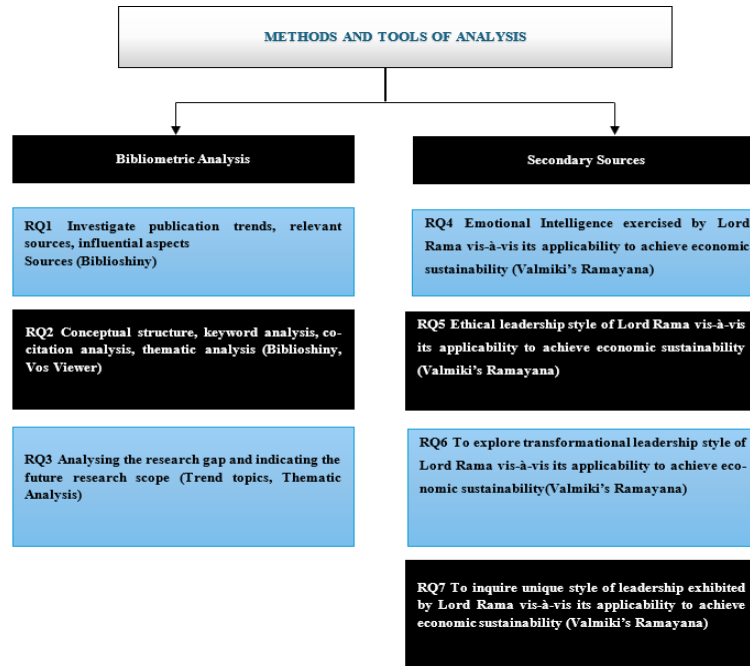 METHODS AND TOOLS OF ANALYSIS
Bibliometric Analysis
RQ1 Investigate publication trends, relevant
sources, influential aspects
Sources (Biblioshiny)
RQ2 Conceptual structure, keyword analysis, co-
citation analysis, thematic analysis (Biblioshiny,
Vos Viewer)
RQ3 Analysing the research gap and indicating the
future research scope (Trend topics, Thematic
Analysis)
Secondary Sources
RQ4 Emotional Intelligence exercised by Lord
Rama vis-à-vis its applicability to achieve economic
sustainability (Valmiki's Ramayana)
RQ5 Ethical leadership style of Lord Rama vis-à-vis
its applicability to achieve economic sustainability
(Valmiki's Ramayana)
RQ6 To explore transformational leadership style of
Lord Rama vis-à-vis its applicability to achieve eco-
nomic sustainability(Valmiki's Ramayana)
RQ7 To inquire unique style of leadership exhibited
by Lord Rama vis-à-vis its applicability to achieve
economic sustainability (Valmiki's Ramayana)